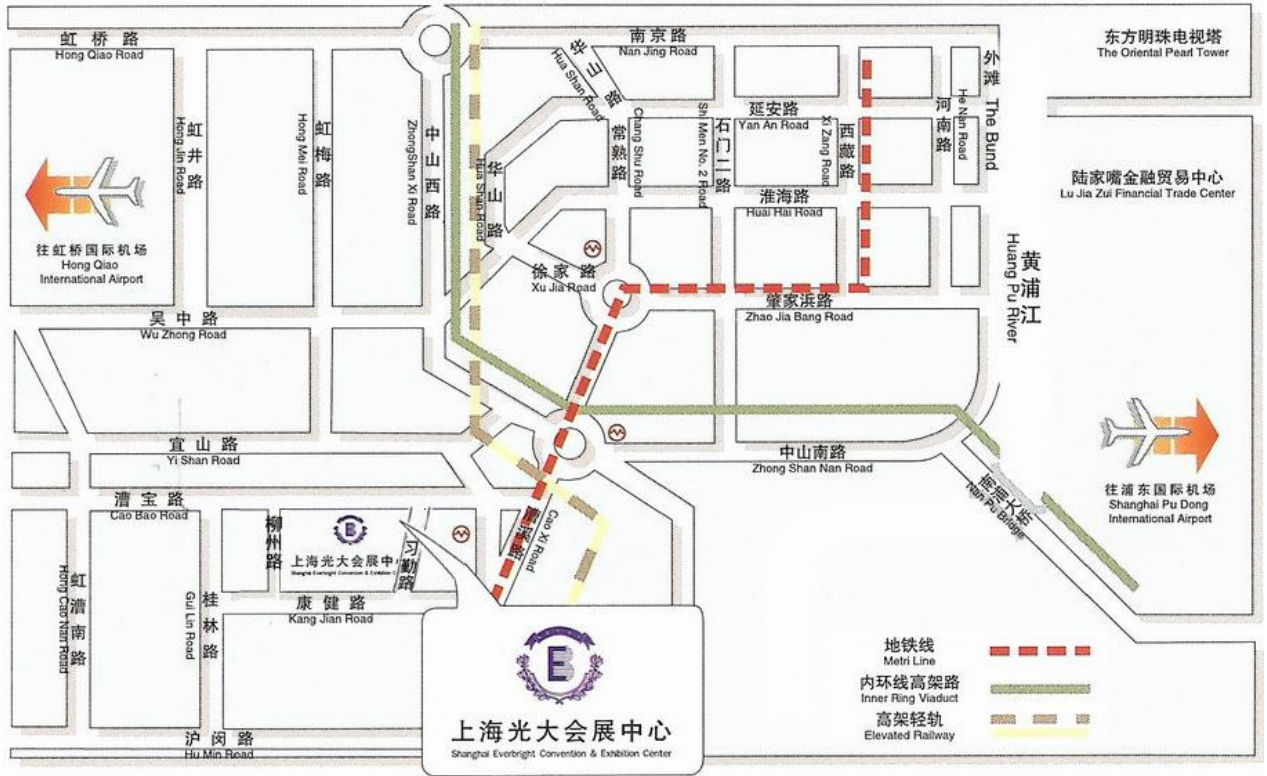 虹桥路
Hong Qiao Road
南京路
Nan Jing Road
华山路
Hua Shan Road
外滩 The Bund
东方明珠电视塔
The Oriental Pearl Tower
虹井路
Hong Jin Road
虹梅路
Hong Mei Road
中山西路
ZhongShan Xi Road
华山路
Hua Shan Road
常熟路
Chang Shu Road
石门二路
Shi Men No. 2 Road
延安路
Yan An Road
西藏路
Xi Zang Road
河南路
He Nan Road
淮海路
Huai Hai Road
陆家嘴金融贸易中心
Lu Jia Zui Financial Trade Center
往虹桥国际机场
Hong Qiao
International Airport
徐家路
Xu Jia Road
肇家浜路
Zhao Jia Bang Road
黄浦江
Huang Pu River
吴中路
Wu Zhong Road
宜山路
Yi Shan Road
中山南路
Zhong Shan Nan Road
南浦大桥
Nan Pu Bridge
往浦东国际机场
Shanghai Pu Dong
International Airport
漕宝路
Cao Bao Road
柳州路
上海光大会展中
Shanghai Everbright Convention & Exhibition
习勤路
Cao Xi Road
虹漕南路
Hong Cao Nan Road
桂林路
Gui Lin Road
康健路
Kang Jian Road
沪闵路
Hu Min Road
E
上海光大会展中心
Shanghai Everbright Convention & Exhibition Center
地铁线
Metri Line
内环线高架路
Inner Ring Viaduct
高架轻轨
Elevated Railway